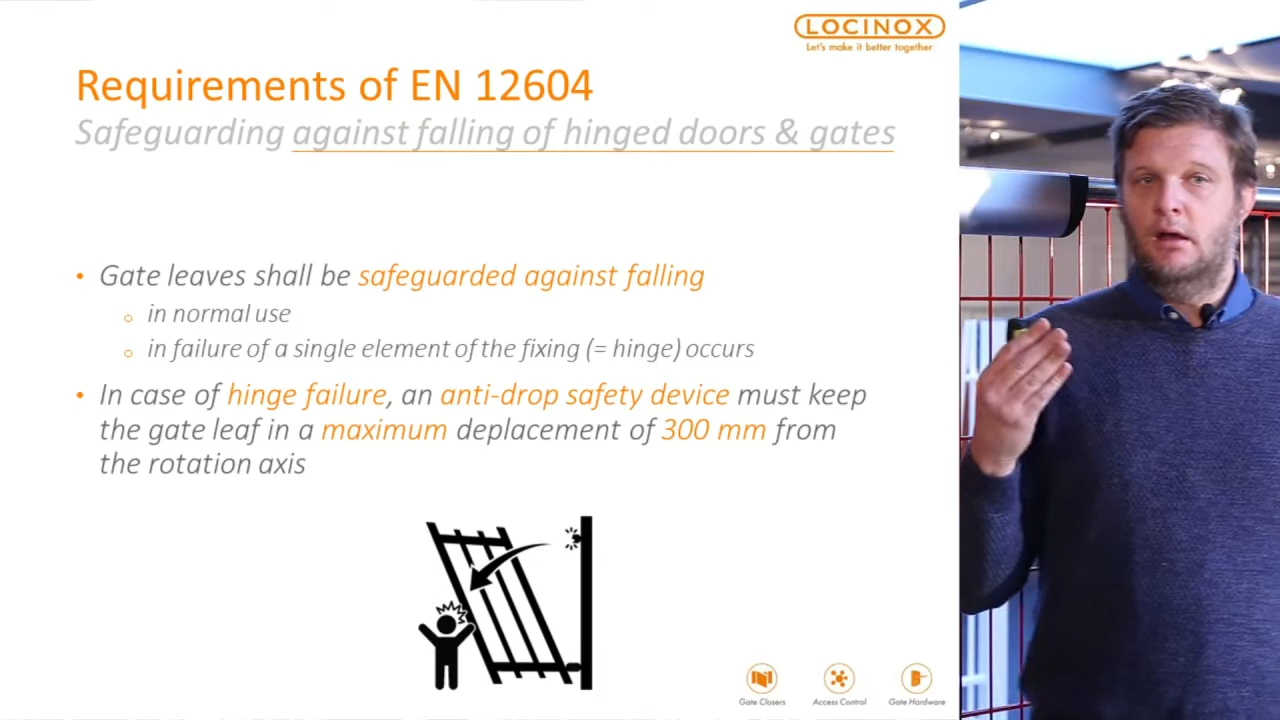 LOCINOX
Let's make it better together
Requirements of EN 12604
Safeguarding against falling of hinged doors & gates
• Gate leaves shall be safeguarded against falling
o in normal use
o in failure of a single element of the fixing (= hinge) occurs
• In case of hinge failure, an anti-drop safety device must keep
the gate leaf in a maximum deplacement of 300 mm from
the rotation axis
Gate Closers
Access Control
Gate Hardware